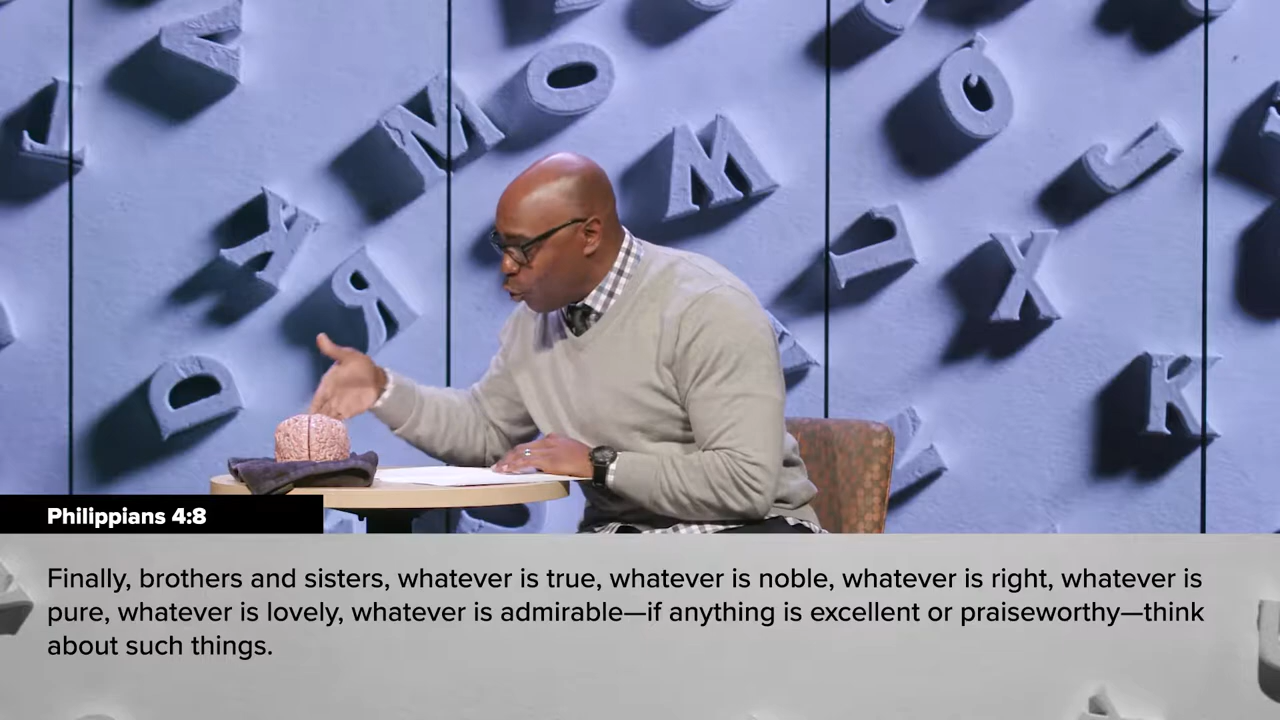 Philippians 4:8
Finally, brothers and sisters, whatever is true, whatever is noble, whatever is right, whatever is
pure, whatever is lovely, whatever is admirable—if anything is excellent or praiseworthy—think
about such things.